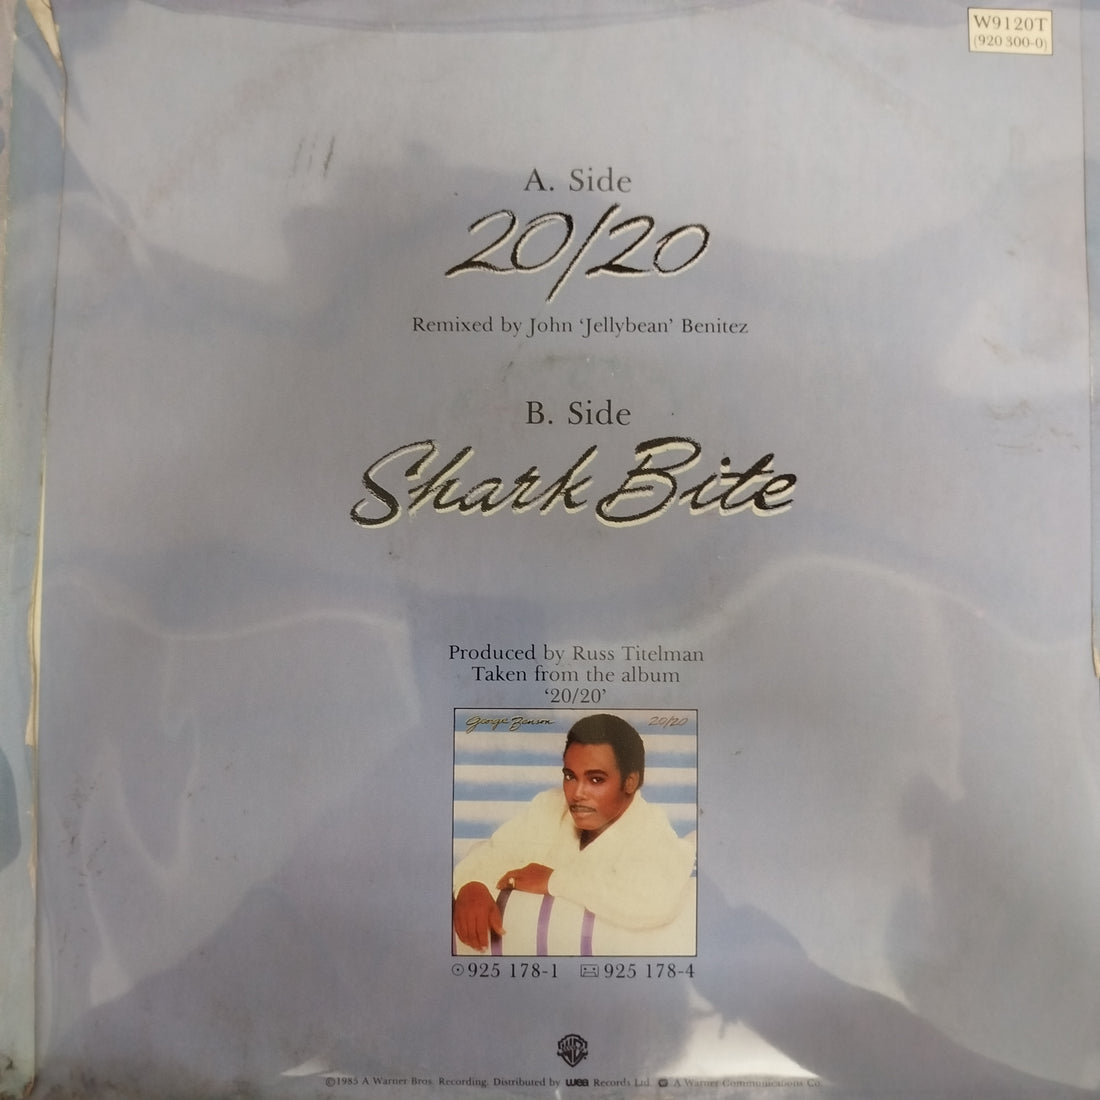 W9120T
(920 300-0)
A. Side
20/20
Remixed by John ‘Jellybean’ Benitez
B. Side
Shark Bite
Produced by Russ Titelman
Taken from the album
‘20/20’
George Benson 20/20
925 178-1 925 178-4
WB
©1985 A Warner Bros. Recording. Distributed by wea Records Ltd. A Warner Communications Co.